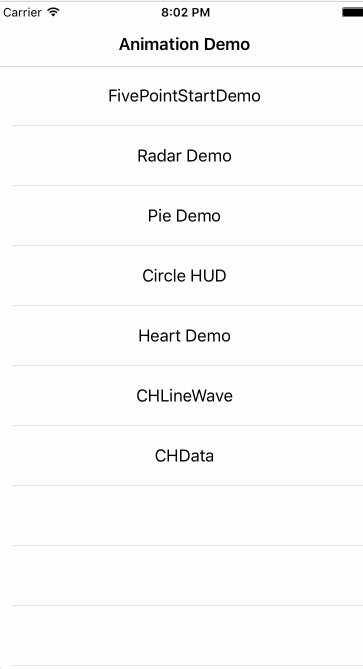 Carrier 8:02 PM
Animation Demo
FivePointStartDemo
Radar Demo
Pie Demo
Circle HUD
Heart Demo
CHLineWave
CHData